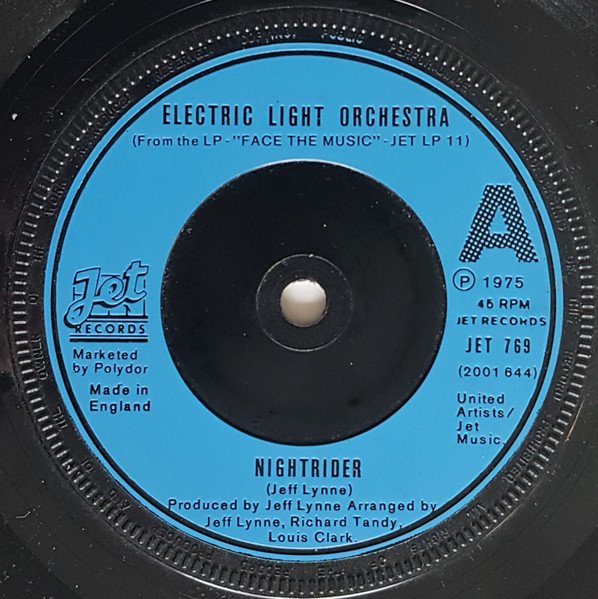 ELECTRIC LIGHT ORCHESTRA
(From the LP-"FACE THE MUSIC"-JET LP 11)
A
Jet
RECORDS
Marketed
by Polydor
Made in
England
Ⓟ 1975
45 RPM
JET RECORDS
JET 769
(2001 644)
United
Artists/
Jet
Music.
NIGHTRIDER
(Jeff Lynne)
Produced by Jeff Lynne Arranged by
Jeff Lynne, Richard Tandy,
Louis Clark.